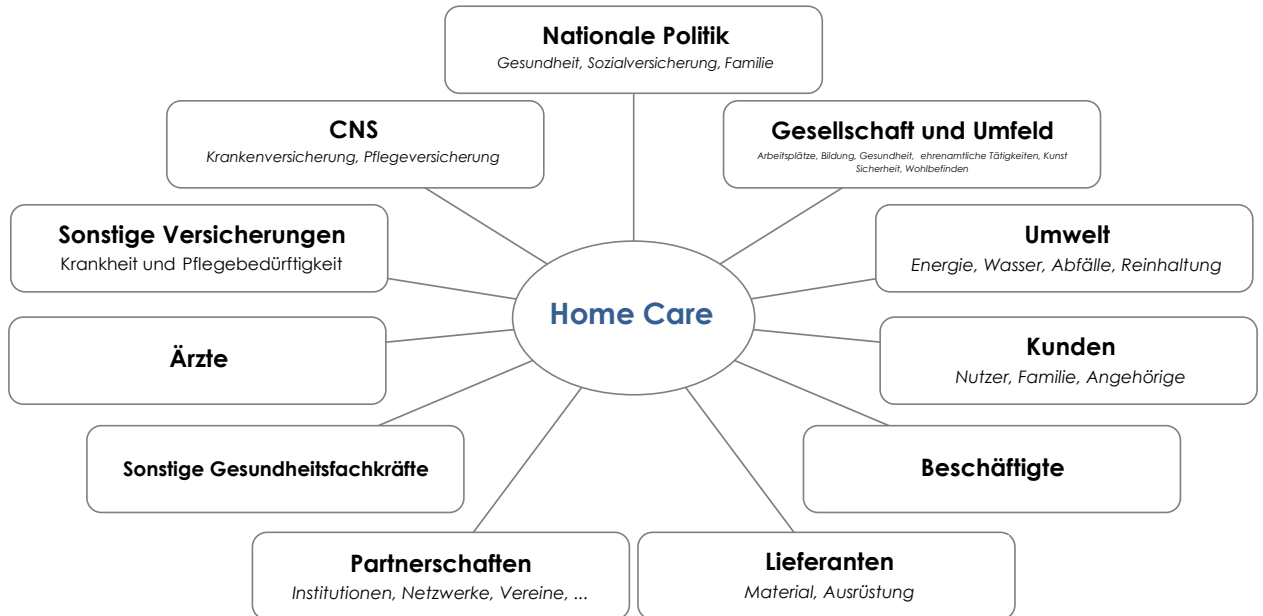 Nationale Politik
Gesundheit, Sozialversicherung, Familie
CNS
Krankenversicherung, Pflegeversicherung
Gesellschaft und Umfeld
Arbeitsplätze, Bildung, Gesundheit, ehrenamtliche Tätigkeiten, Kunst
Sicherheit, Wohlbefinden
Sonstige Versicherungen
Krankheit und Pflegebedürftigkeit
Umwelt
Energie, Wasser, Abfälle, Reinhaltung
Home Care
Ärzte
Kunden
Nutzer, Familie, Angehörige
Sonstige Gesundheitsfachkräfte
Beschäftigte
Partnerschaften
Institutionen, Netzwerke, Vereine, ...
Lieferanten
Material, Ausrüstung